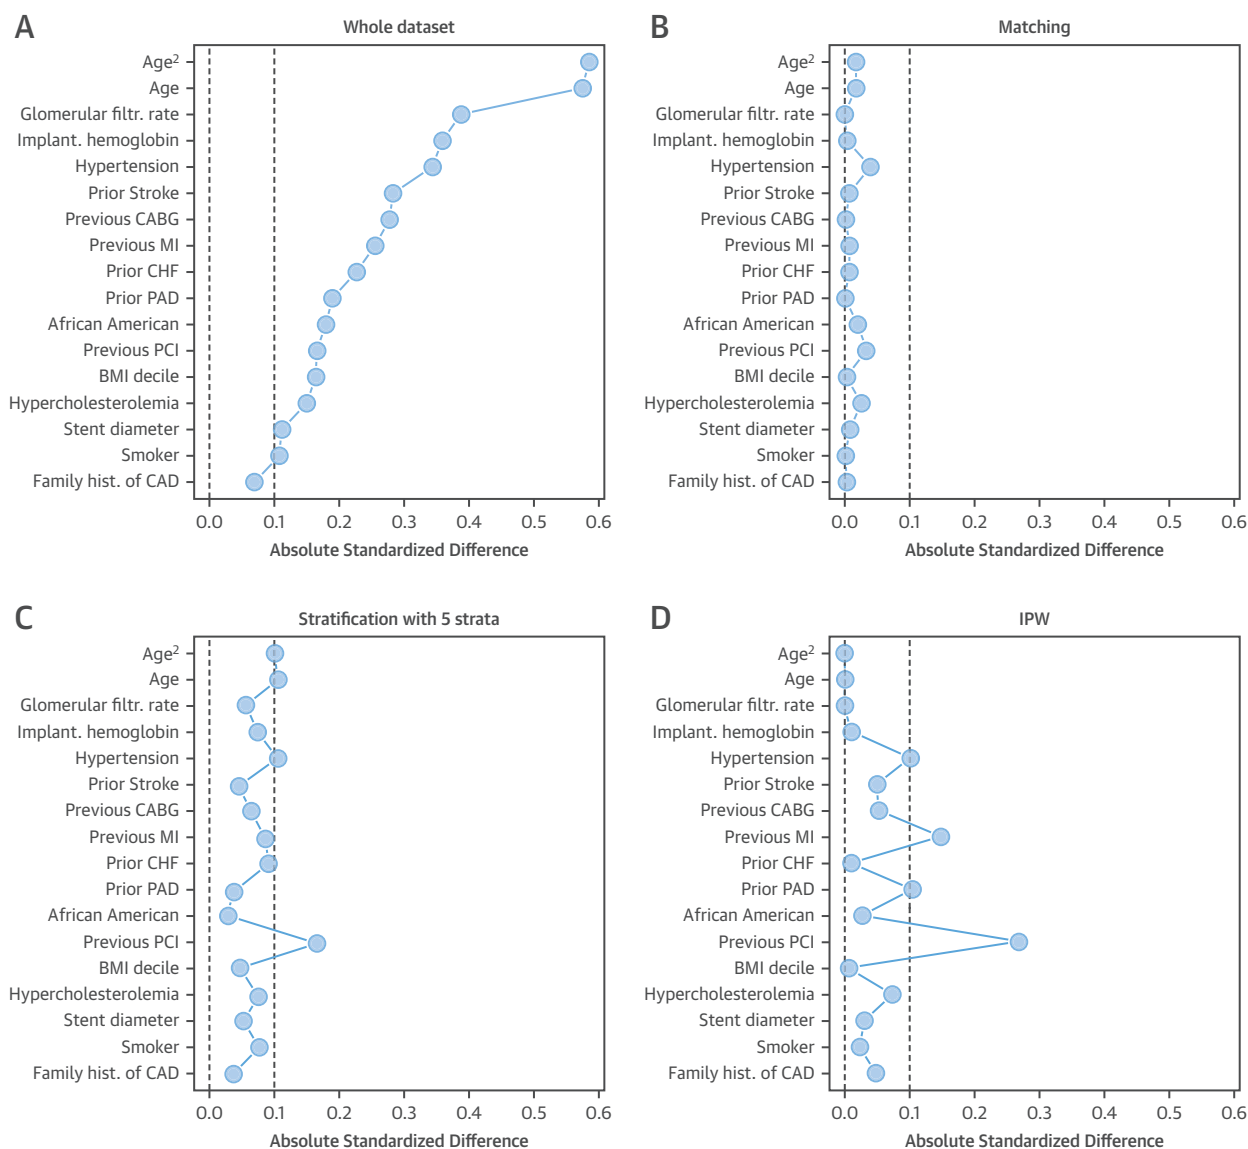 A
Whole dataset
Age²
Age
Glomerular filtr. rate
Implant. hemoglobin
Hypertension
Prior Stroke
Previous CABG
Previous MI
Prior CHF
Prior PAD
African American
Previous PCI
BMI decile
Hypercholesterolemia
Stent diameter
Smoker
Family hist. of CAD
0.0 0.1 0.2 0.3 0.4 0.5 0.6
Absolute Standardized Difference
B
Matching
Age²
Age
Glomerular filtr. rate
Implant. hemoglobin
Hypertension
Prior Stroke
Previous CABG
Previous MI
Prior CHF
Prior PAD
African American
Previous PCI
BMI decile
Hypercholesterolemia
Stent diameter
Smoker
Family hist. of CAD
0.0 0.1 0.2 0.3 0.4 0.5 0.6
Absolute Standardized Difference
C
Stratification with 5 strata
Age²
Age
Glomerular filtr. rate
Implant. hemoglobin
Hypertension
Prior Stroke
Previous CABG
Previous MI
Prior CHF
Prior PAD
African American
Previous PCI
BMI decile
Hypercholesterolemia
Stent diameter
Smoker
Family hist. of CAD
0.0 0.1 0.2 0.3 0.4 0.5 0.6
Absolute Standardized Difference
D
IPW
Age²
Age
Glomerular filtr. rate
Implant. hemoglobin
Hypertension
Prior Stroke
Previous CABG
Previous MI
Prior CHF
Prior PAD
African American
Previous PCI
BMI decile
Hypercholesterolemia
Stent diameter
Smoker
Family hist. of CAD
0.0 0.1 0.2 0.3 0.4 0.5 0.6
Absolute Standardized Difference